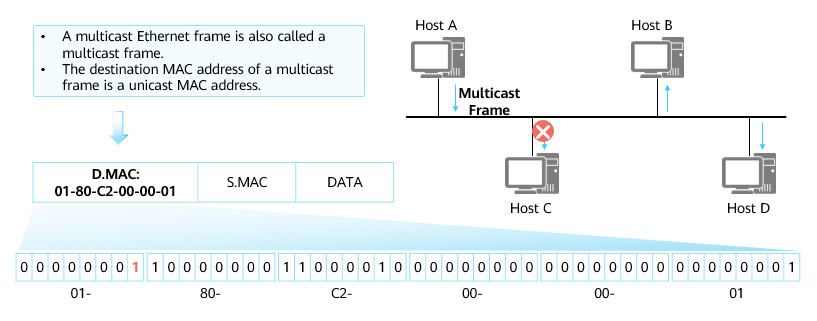 • A multicast Ethernet frame is also called a
multicast frame.
• The destination MAC address of a multicast
frame is a unicast MAC address.
Host A
Host B
Multicast
Frame
Host C
Host D
D.MAC:
01-80-C2-00-00-01
S.MAC
DATA
0 0 0 0 0 0 0 1 1 0 0 0 0 0 0 0 1 1 0 0 0 0 1 0 0 0 0 0 0 0 0 0 0 0 0 0 0 0 0 0 0 0 0 0 0 0 0 1
01- 80- C2- 00- 00- 01